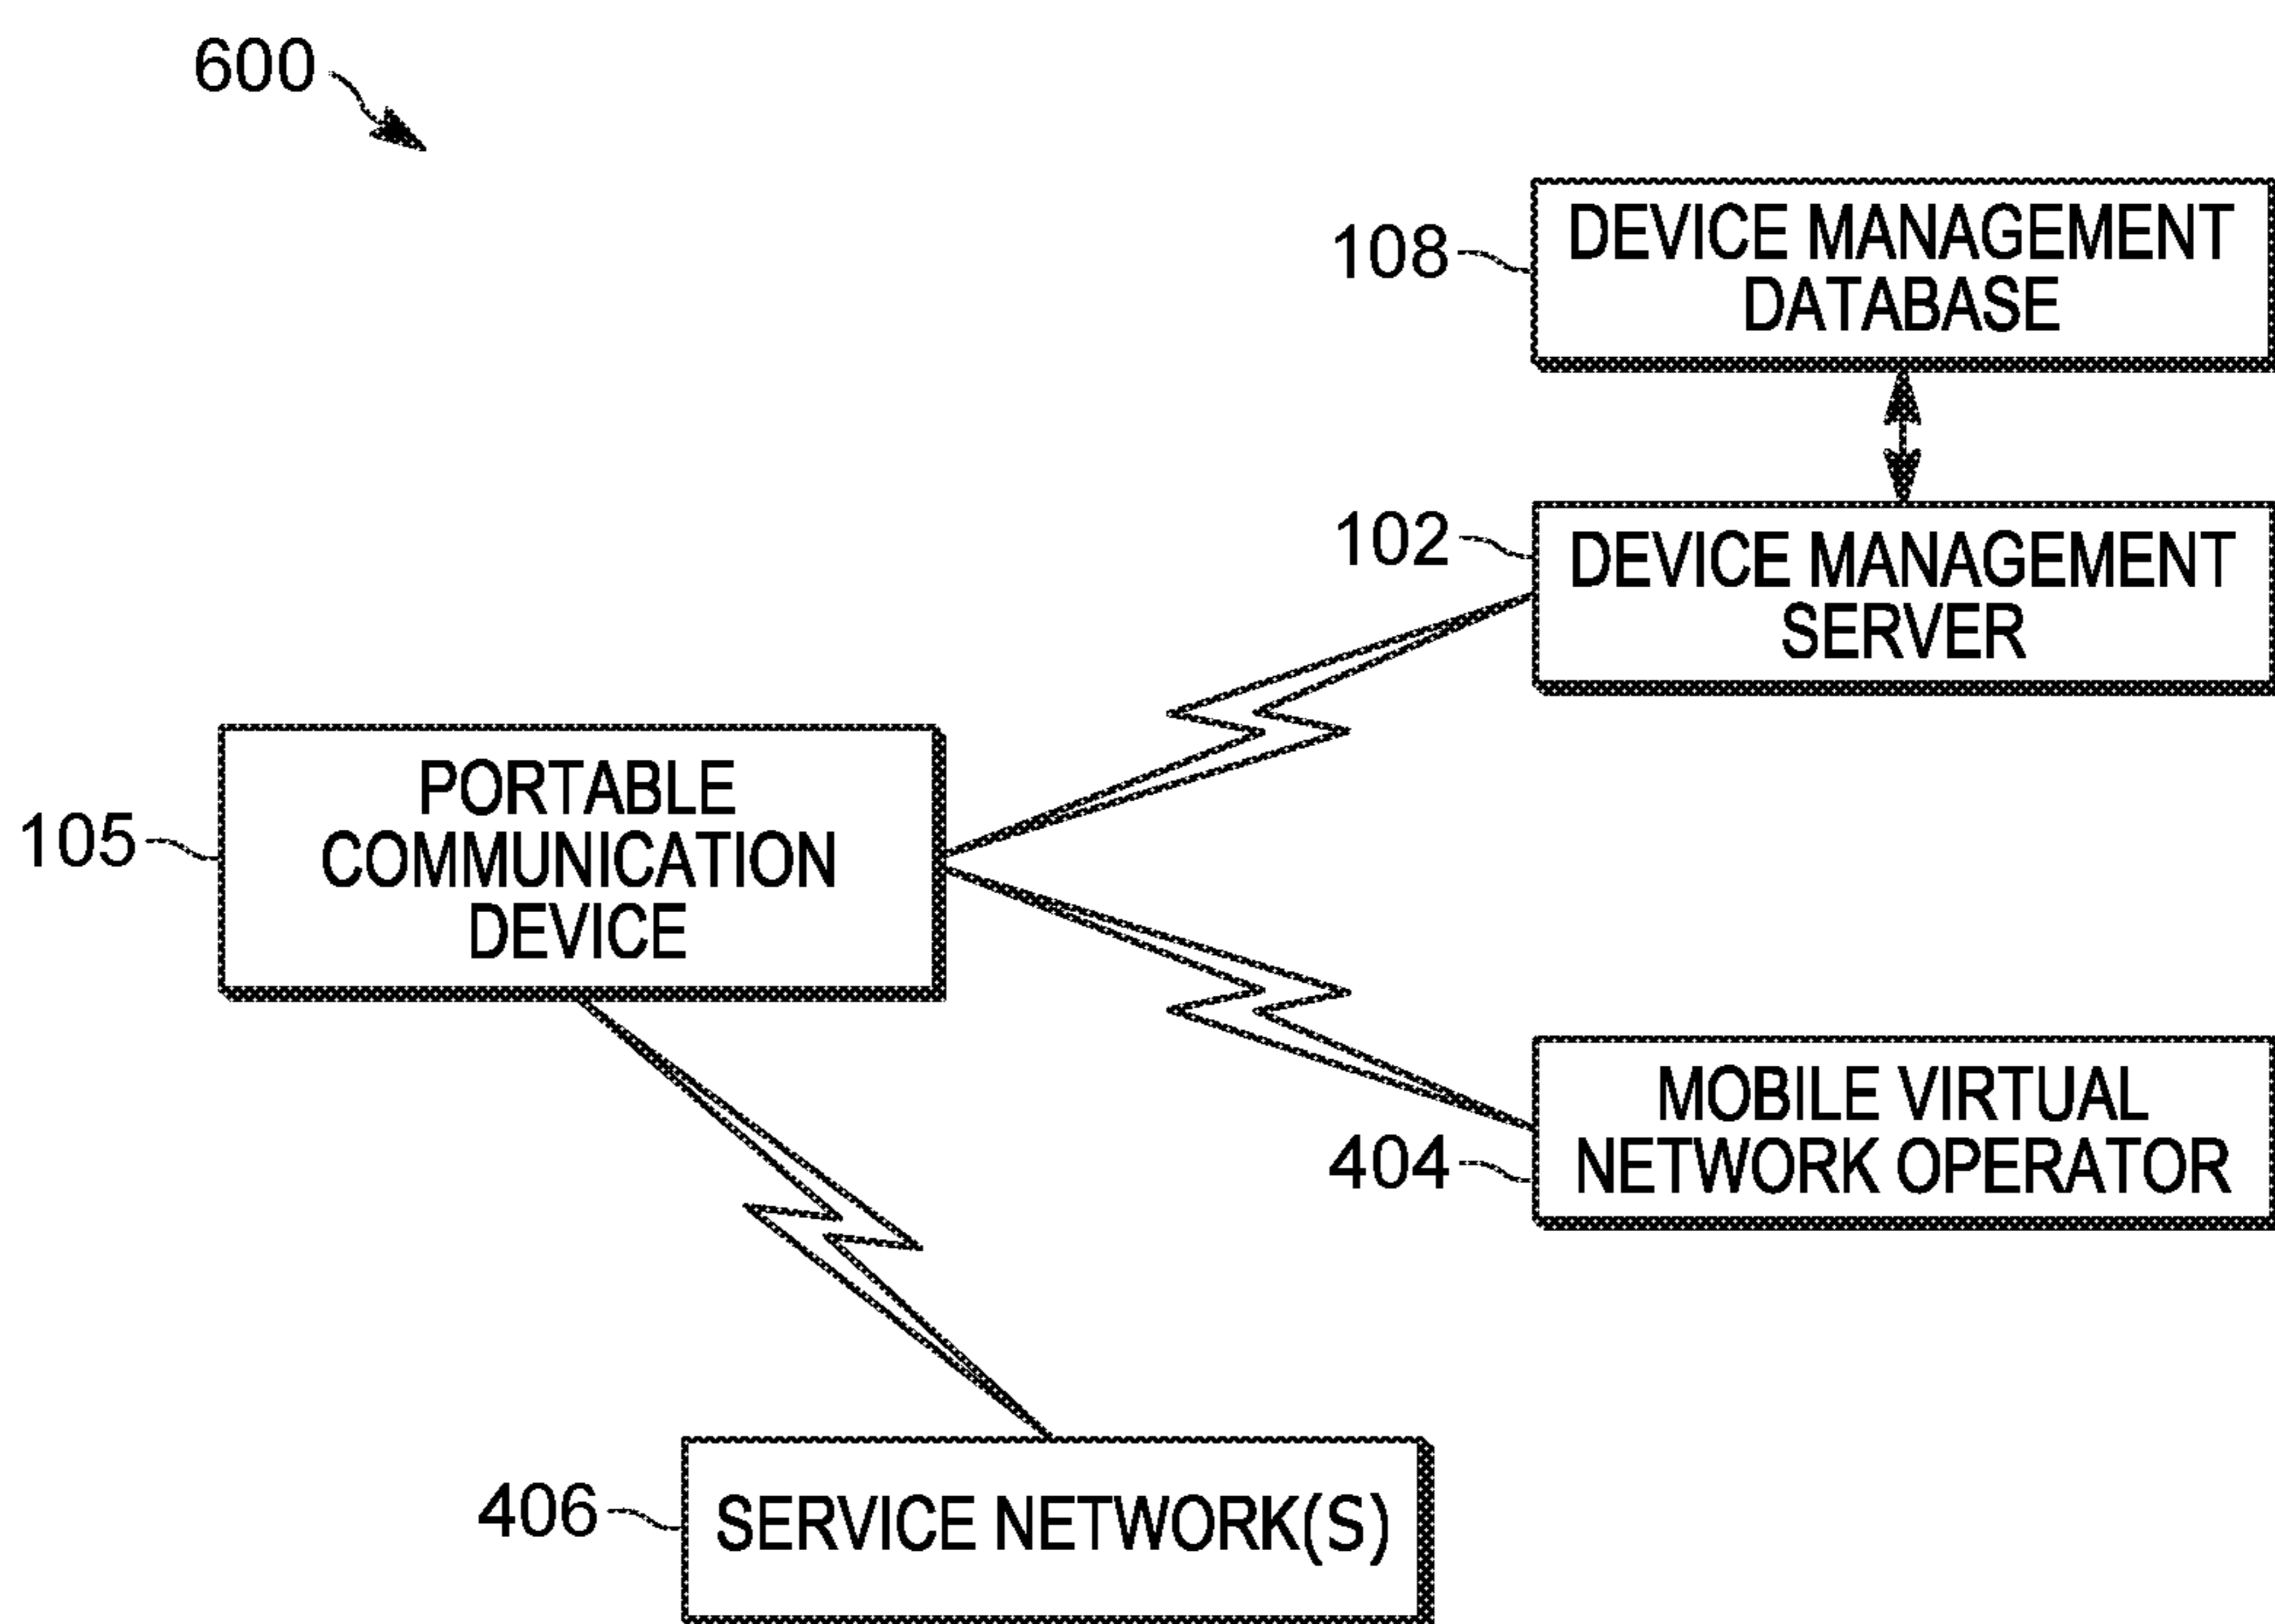 600
108
DEVICE MANAGEMENT
DATABASE
102
DEVICE MANAGEMENT
SERVER
105
PORTABLE
COMMUNICATION
DEVICE
404
MOBILE VIRTUAL
NETWORK OPERATOR
406
SERVICE NETWORK(S)